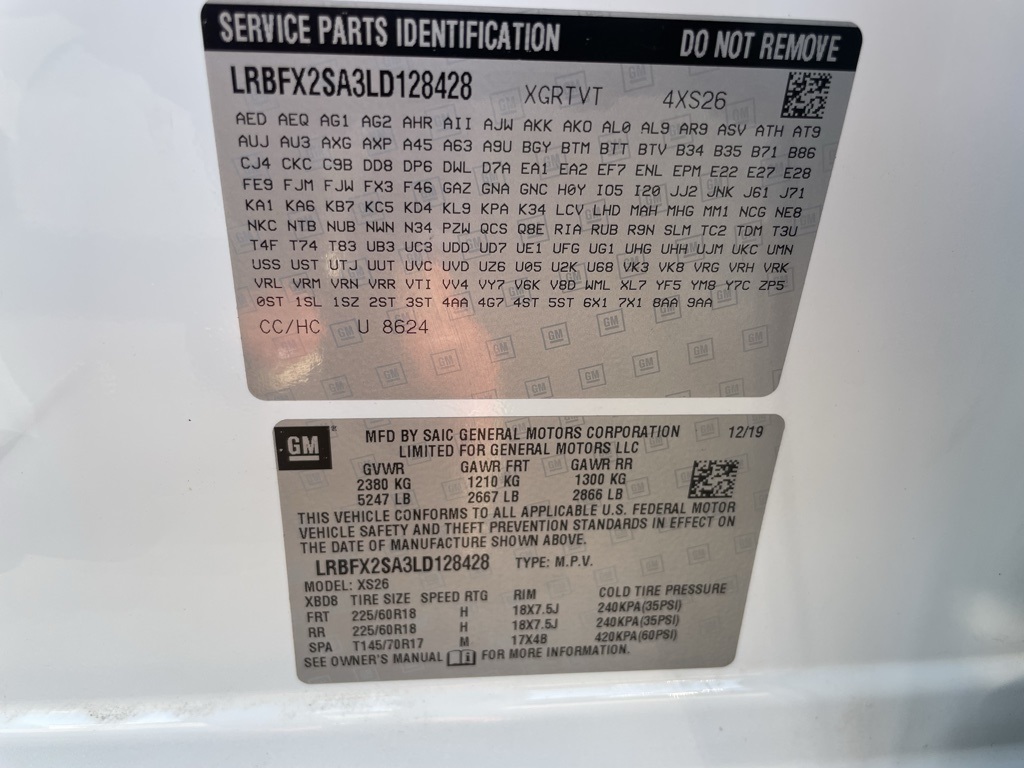 SERVICE PARTS IDENTIFICATION DO NOT REMOVE
LRBFX2SA3LD128428 XGRTVT 4XS26
AED AEQ AG1 AG2 AHR AII AJW AKK AKO AL0 AL9 AR9 ASV ATH AT9
AUJ AU3 AXG AXP A45 A63 A9U BGY BTM BTT BTV B34 B35 B71 B86
CJ4 CKC C9B DD8 DP6 DWL D7A EA1 EA2 EF7 ENL EPM E22 E27 E28
FE9 FJM FJW FX3 F46 GAZ GNA GNC H0Y IO5 I20 JJ2 JNK J61 J71
KA1 KA6 KB7 KC5 KD4 KL9 KPA K34 LCV LHD MAH MHG MM1 NCG NE8
NKC NTB NUB NWN N34 PZW QCS Q8E RIA RUB R9N SLM TC2 TDM T3U
T4F T74 T83 UB3 UC3 UDD UD7 UE1 UFG UG1 UHG UHH UJM UKC UMN
USS UST UTJ UUT UVC UVD UZ6 U05 U2K U68 VK3 VK8 VRG VRH VRK
VRL VRM VRN VRR VTI VV4 VY7 V6K V8D WML XL7 YF5 YM8 Y7C ZP5
0ST 1SL 1SZ 2ST 3ST 4AA 4G7 4ST 5ST 6X1 7X1 8AA 9AA
CC/HC U 8624
GM MFD BY SAIC GENERAL MOTORS CORPORATION 12/19
LIMITED FOR GENERAL MOTORS LLC
GVWR GAWR FRT GAWR RR
2380 KG 1210 KG 1300 KG
5247 LB 2667 LB 2866 LB
THIS VEHICLE CONFORMS TO ALL APPLICABLE U.S. FEDERAL MOTOR
VEHICLE SAFETY AND THEFT PREVENTION STANDARDS IN EFFECT ON
THE DATE OF MANUFACTURE SHOWN ABOVE.
LRBFX2SA3LD128428 TYPE: M.P.V.
MODEL: XS26
XBD8 TIRE SIZE SPEED RTG RIM COLD TIRE PRESSURE
FRT 225/60R18 H 18X7.5J 240KPA(35PSI)
RR 225/60R18 H 18X7.5J 240KPA(35PSI)
SPA T145/70R17 M 17X4B 420KPA(60PSI)
SEE OWNER'S MANUAL FOR MORE INFORMATION.